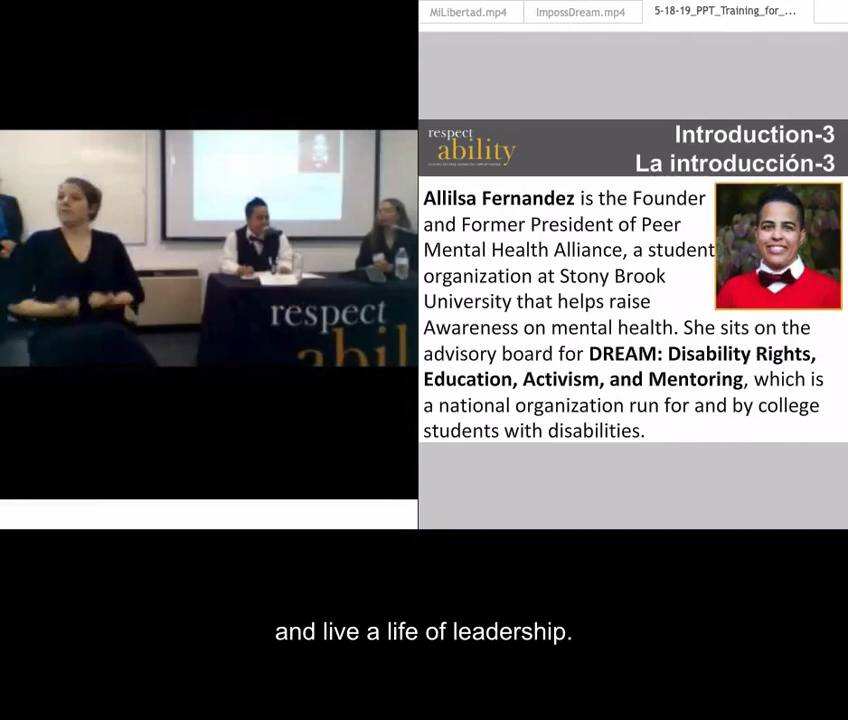 MiLibertad.mp4
ImpossDream.mp4
5-18-19_PPT_Training_for_...
respect
ability
Introduction-3
La introducción-3
Allilsa Fernandez is the Founder
and Former President of Peer
Mental Health Alliance, a student
organization at Stony Brook
University that helps raise
Awareness on mental health. She sits on the
advisory board for DREAM: Disability Rights,
Education, Activism, and Mentoring, which is
a national organization run for and by college
students with disabilities.
respect
abil
and live a life of leadership.